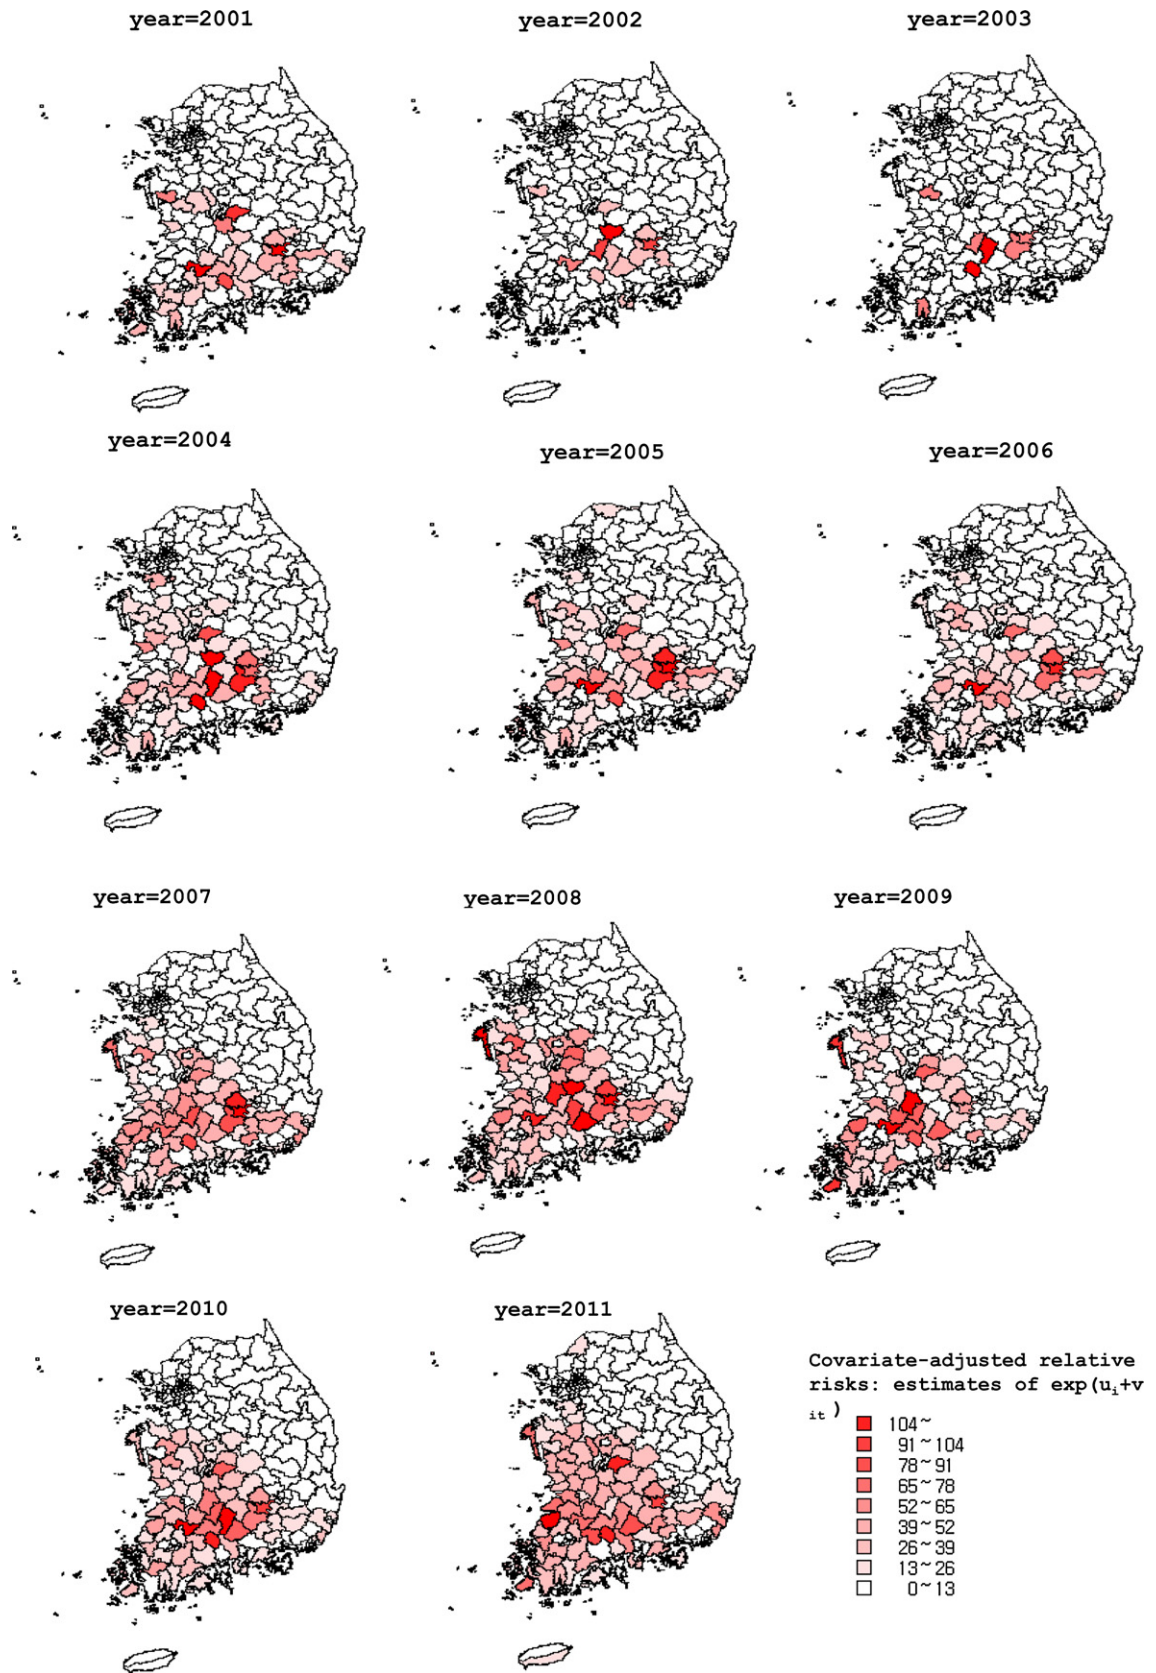 year=2001
year=2002
year=2003
year=2004
year=2005
year=2006
year=2007
year=2008
year=2009
year=2010
year=2011
Covariate-adjusted relative
risks: estimates of exp(uᵢ+v
ᵢₜ )
104~
91~104
78~91
65~78
52~65
39~52
26~39
13~26
0~13